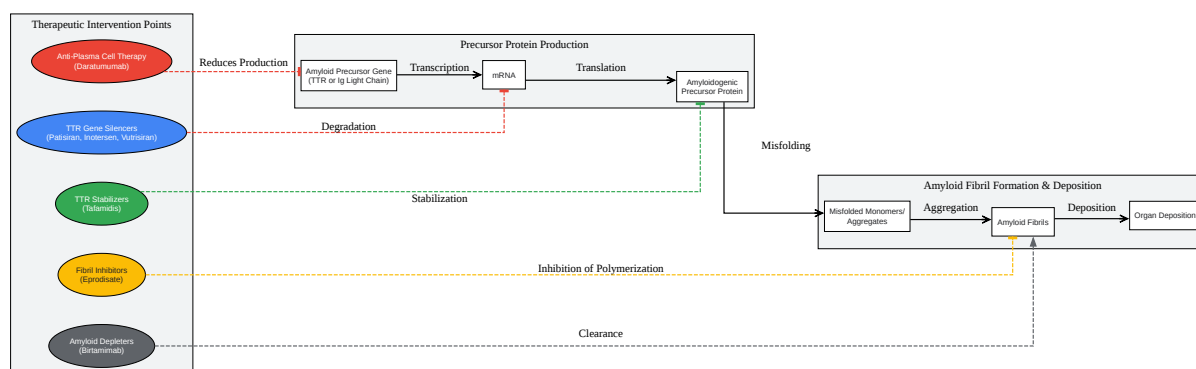 Therapeutic Intervention Points
Anti-Plasma Cell Therapy
(Daratumumab)
TTR Gene Silencers
(Patisiran, Inotersen, Vutrisiran)
TTR Stabilizers
(Tafamidis)
Fibril Inhibitors
(Eprodisate)
Amyloid Depleters
(Birtamimab)
Reduces Production
Degradation
Stabilization
Inhibition of Polymerization
Clearance
Precursor Protein Production
Amyloid Precursor Gene
(TTR or Ig Light Chain)
Transcription
mRNA
Translation
Amyloidogenic
Precursor Protein
Misfolding
Amyloid Fibril Formation & Deposition
Misfolded Monomers/
Aggregates
Aggregation
Amyloid Fibrils
Deposition
Organ Deposition